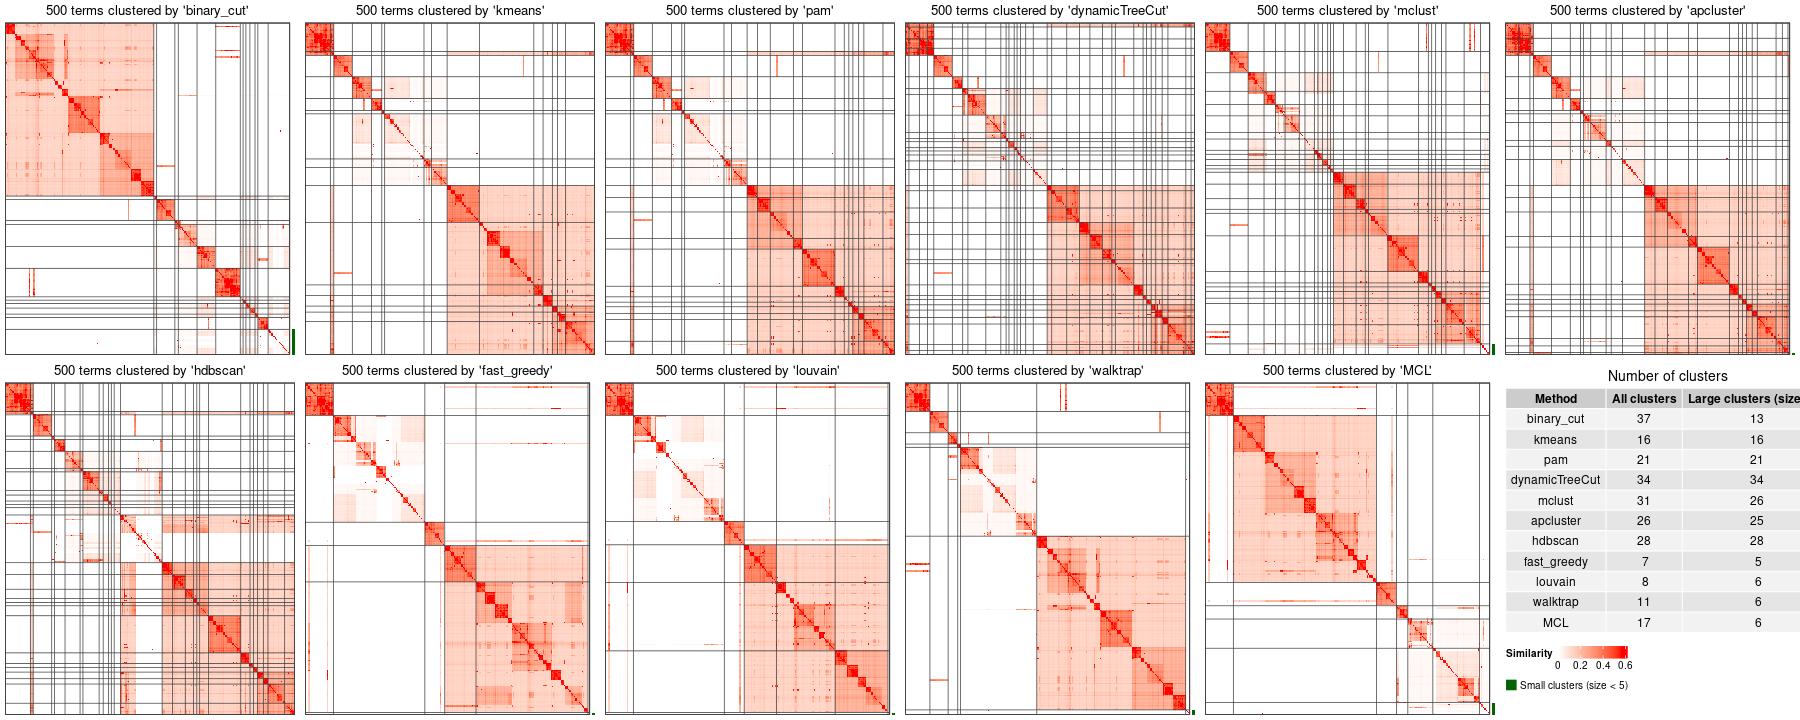 500 terms clustered by 'binary_cut'
500 terms clustered by 'kmeans'
500 terms clustered by 'pam'
500 terms clustered by 'dynamicTreeCut'
500 terms clustered by 'mclust'
500 terms clustered by 'apcluster'
500 terms clustered by 'hdbscan'
500 terms clustered by 'fast_greedy'
500 terms clustered by 'louvain'
500 terms clustered by 'walktrap'
500 terms clustered by 'MCL'
Number of clusters
Method All clusters Large clusters (size
binary_cut 37 13
kmeans 16 16
pam 21 21
dynamicTreeCut 34 34
mclust 31 26
apcluster 26 25
hdbscan 28 28
fast_greedy 7 5
louvain 8 6
walktrap 11 6
MCL 17 6
Similarity
0 0.2 0.4 0.6
Small clusters (size < 5)